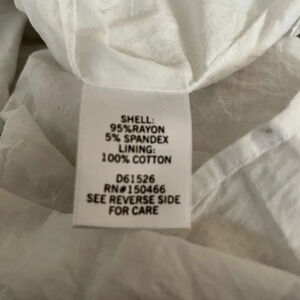 SHELL:
95%RAYON
5% SPANDEX
LINING:
100% COTTON
D61526
RN#150466
SEE REVERSE SIDE
FOR CARE